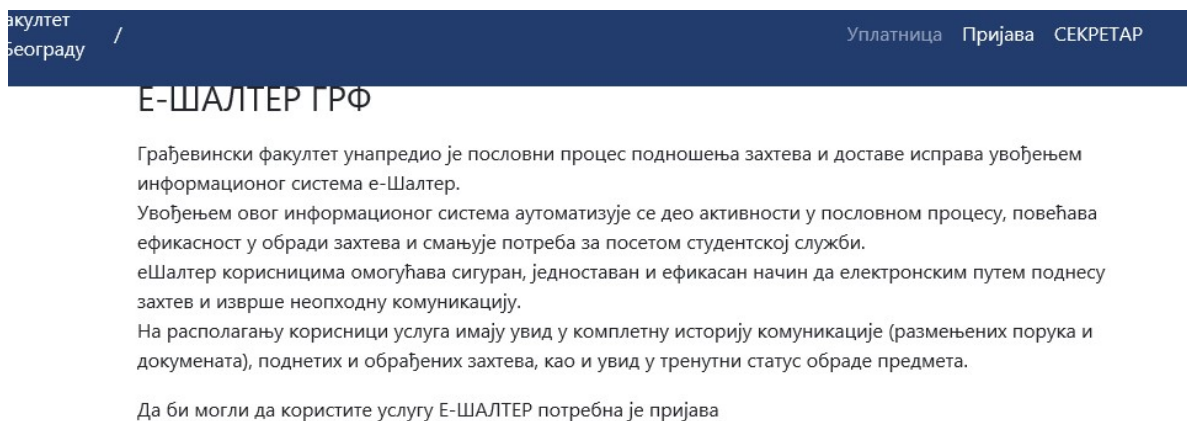 Београду
/
Уплатница Пријава СЕКРЕТАР
Е-ШАЛТЕР ГРФ
Грађевински факултет унапредио је пословни процес подношења захтева и доставе исправа увођењем
информационог система е-Шалтер.
Увођењем овог информационог система аутоматизује се део активности у пословном процесу, повећава
ефикасност у обради захтева и смањује потреба за посетом студентској служби.
еШалтер корисницима омогућава сигуран, једноставан и ефикасан начин да електронским путем поднесу
захтев и изврше неопходну комуникацију.
На располагању корисници услуга имају увид у комплетну историју комуникације (размењених порука и
докумената), поднетих и обрађених захтева, као и увид у тренутни статус обраде предмета.
Да би могли да користите услугу Е-ШАЛТЕР потребна је пријава